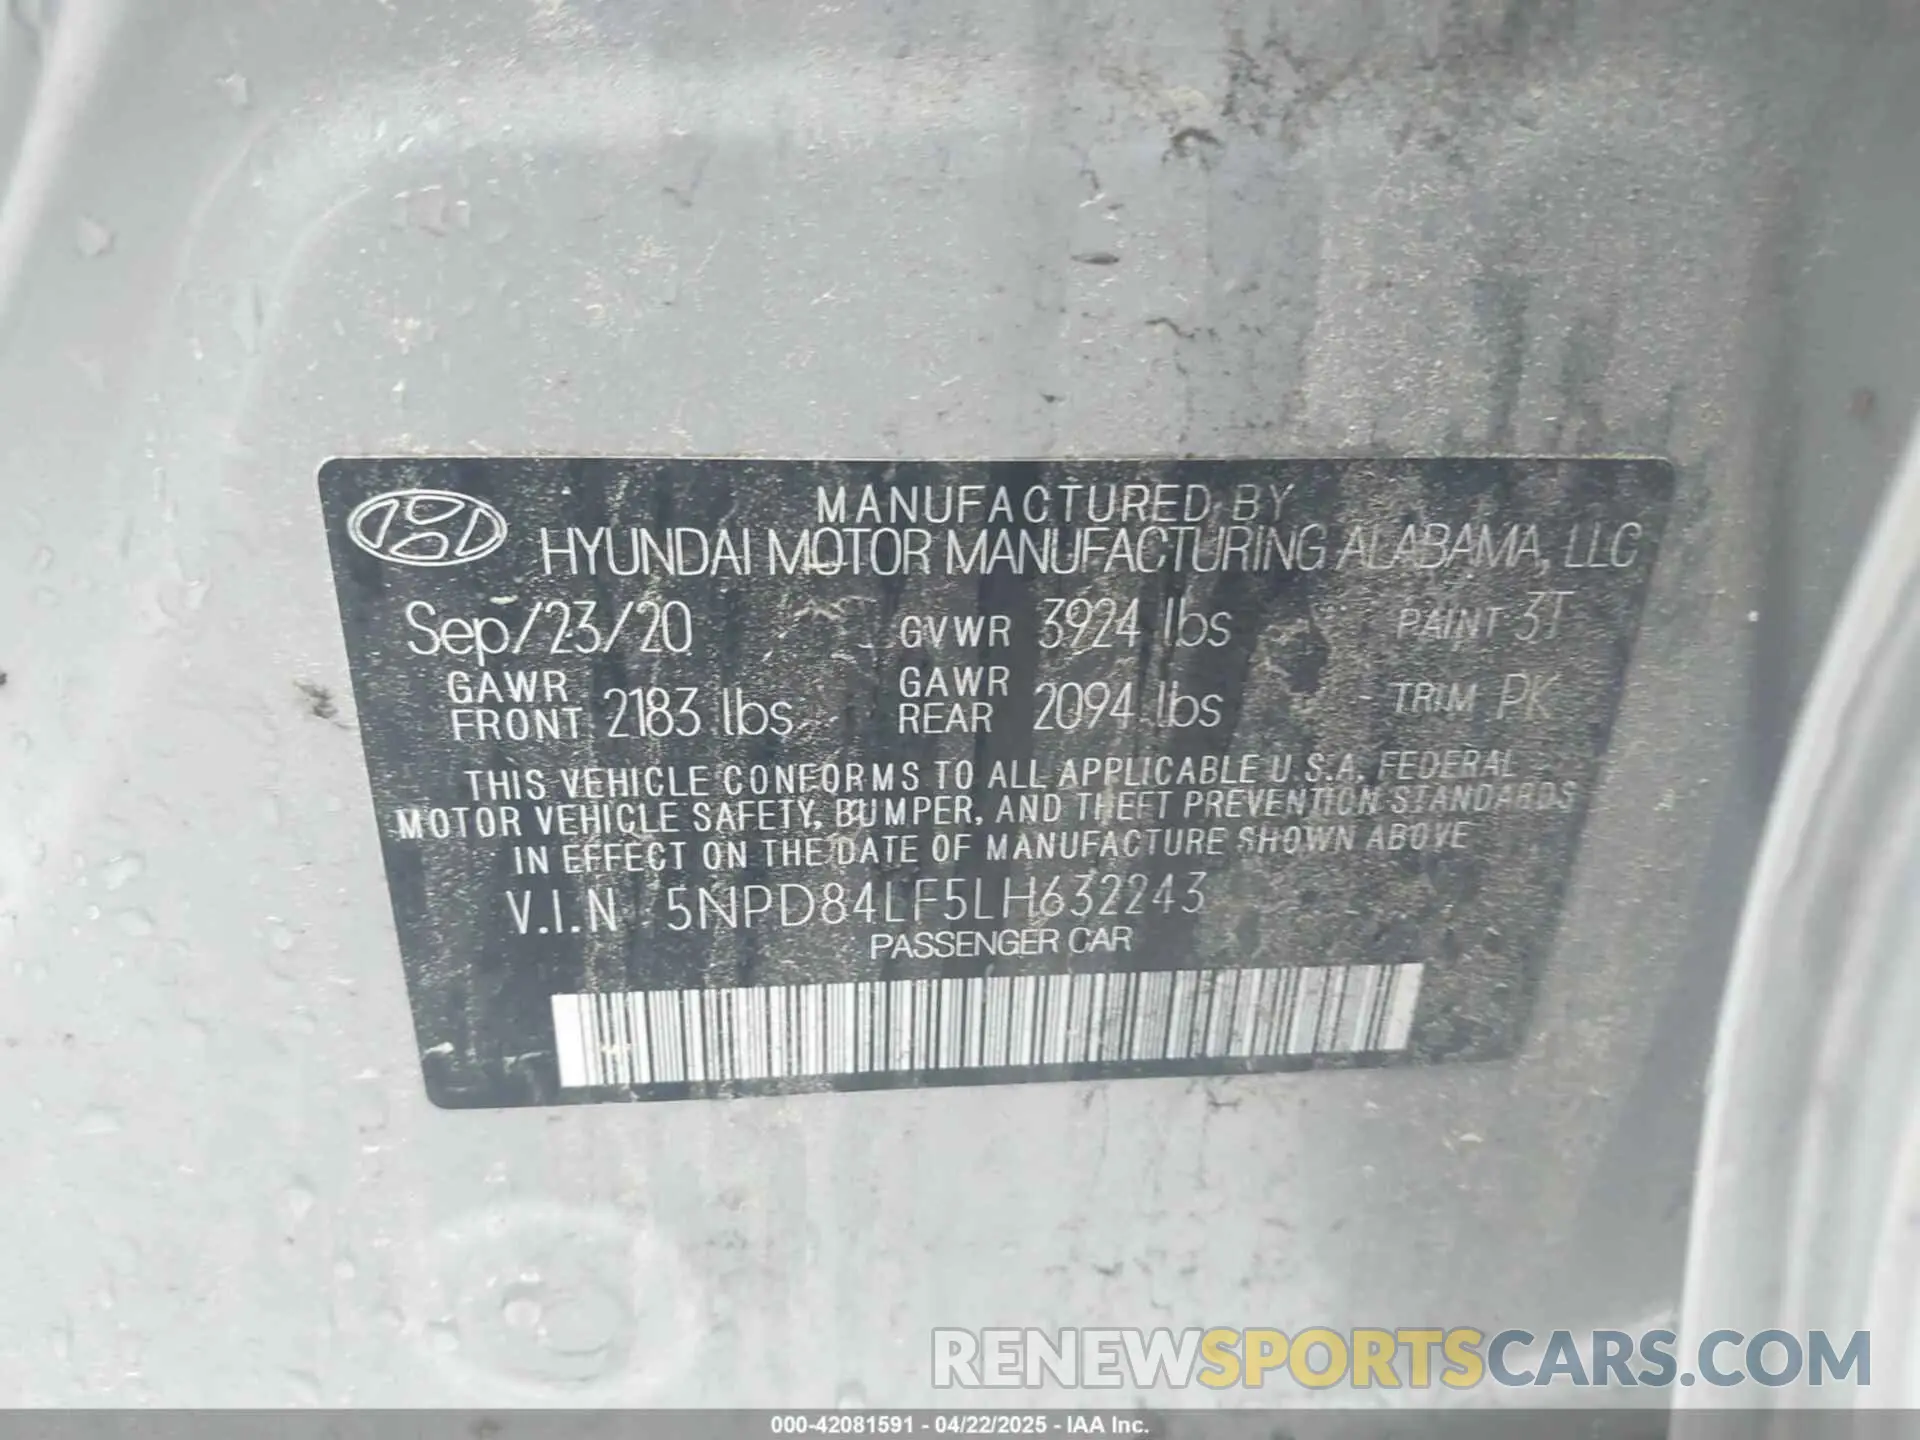 MANUFACTURED BY
HYUNDAI MOTOR MANUFACTURING ALABAMA, LLC
Sep/23/20 GVWR 3924 lbs PAINT 3T
GAWR FRONT 2183 lbs GAWR REAR 2094 lbs TRIM PK
THIS VEHICLE CONFORMS TO ALL APPLICABLE U.S.A. FEDERAL
MOTOR VEHICLE SAFETY, BUMPER, AND THEFT PREVENTION STANDARDS
IN EFFECT ON THE DATE OF MANUFACTURE SHOWN ABOVE
V.I.N 5NPD84LF5LH632243
PASSENGER CAR
RENEWSPORTSCARS.COM
000-42081591 - 04/22/2025 - IAA Inc.